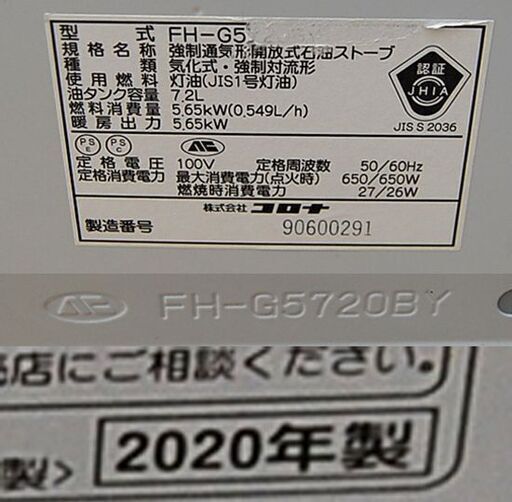 型 式 FH-G5
規格名称 強制通気形開放式石油ストーブ
種 類 気化式・強制対流形
使用燃料 灯油(JIS1号灯油)
油タンク容量 7.2L
燃料消費量 5.65kW(0.549L/h)
暖房出力 5.65kW
認証
JHIA
JIS S 2036
PS E PS C
定格電圧 100V 定格周波数 50/60Hz
定格消費電力 最大消費電力(点火時) 650/650W
燃焼時消費電力 27/26W
株式会社 コロナ
製造番号 90600291
FH-G5720BY
売店にご相談ください。
製> 2020年製